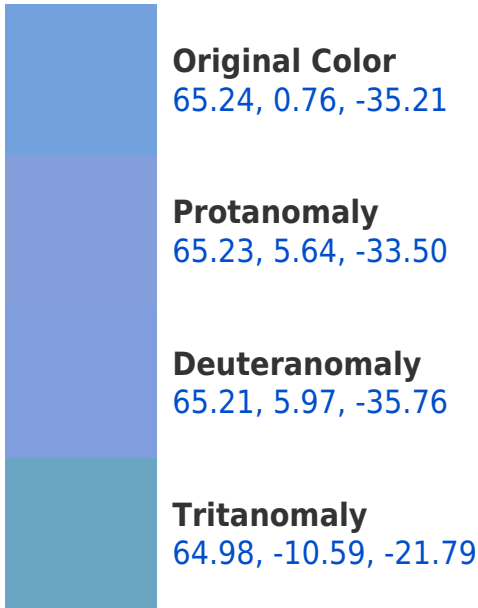 Original Color
65.24, 0.76, -35.21
Protanomaly
65.23, 5.64, -33.50
Deuteranomaly
65.21, 5.97, -35.76
Tritanomaly
64.98, -10.59, -21.79